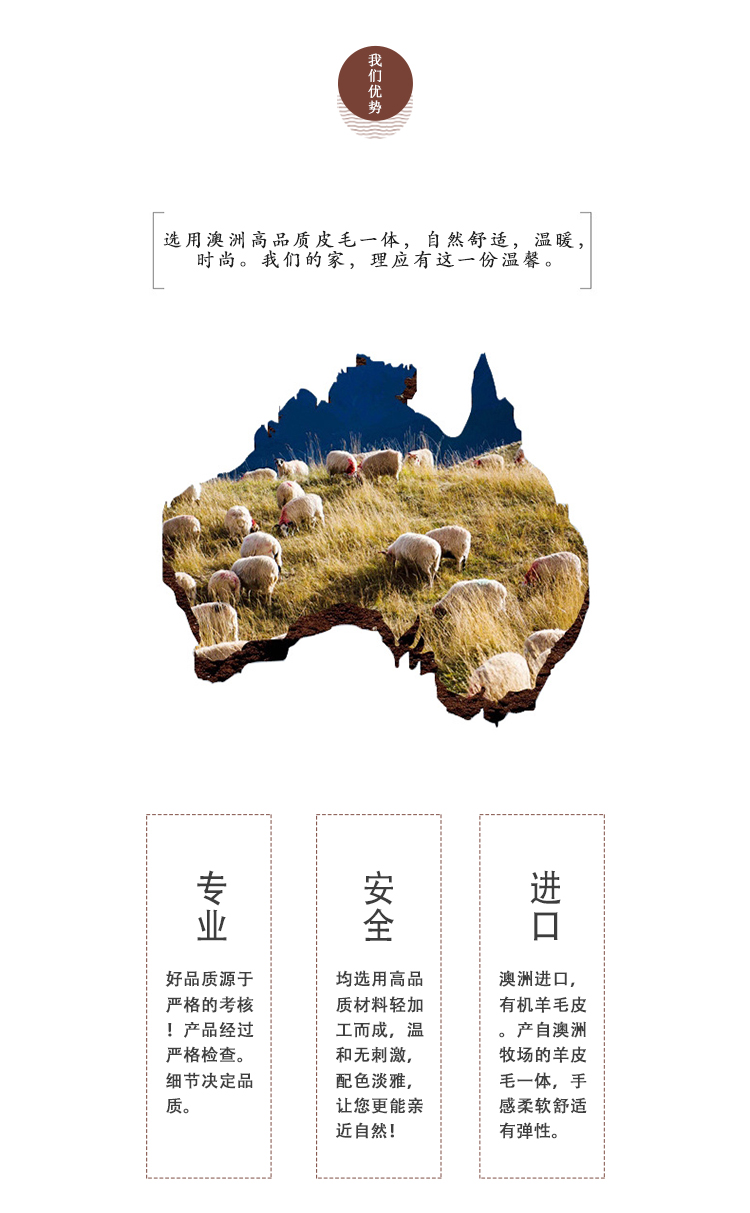 我们优势
选用澳洲高品质皮毛一体，自然舒适，温暖，
时尚。我们的家，理应有这一份温馨。
专业
好品质源于
严格的考核
！产品经过
严格检查。
细节决定品
质。
安全
均选用高品
质材料轻加
工而成，温
和无刺激，
配色淡雅，
让您更能亲
近自然！
进口
澳洲进口，
有机羊毛皮
。产自澳洲
牧场的羊皮
毛一体，手
感柔软舒适
有弹性。